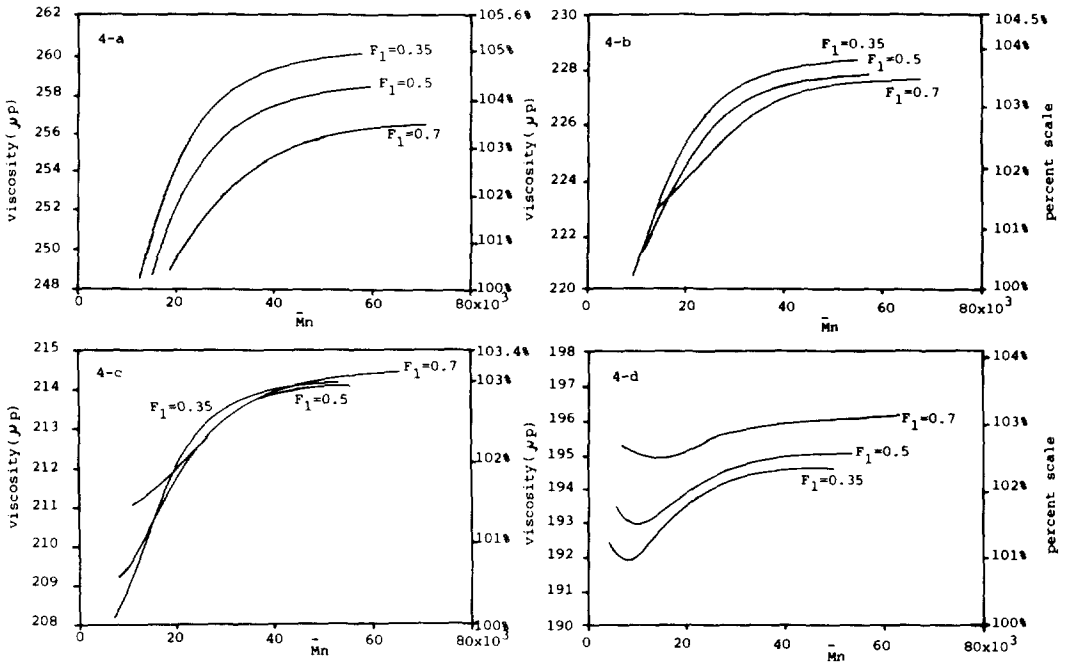 4-a
262
260
258
256
254
252
250
248
viscosity(μp)
F1=0.35
F1=0.5
F1=0.7
105.6%
105%
104%
103%
102%
101%
100%
0
20
40
60
80x10³
M̄n
4-b
230
228
226
224
222
220
viscosity(μp)
F1=0.35
F1=0.5
F1=0.7
104.5%
104%
103%
102%
101%
100%
percent scale
0
20
40
60
80x10³
M̄n
4-c
215
214
213
212
211
210
209
208
viscosity(μp)
F1=0.35
F1=0.5
F1=0.7
103.4%
103%
102%
101%
100%
0
20
40
60
80x10³
M̄n
4-d
198
197
196
195
194
193
192
191
190
viscosity(μp)
F1=0.7
F1=0.5
F1=0.35
104%
103%
102%
101%
100%
percent scale
0
20
40
60
80x10³
M̄n